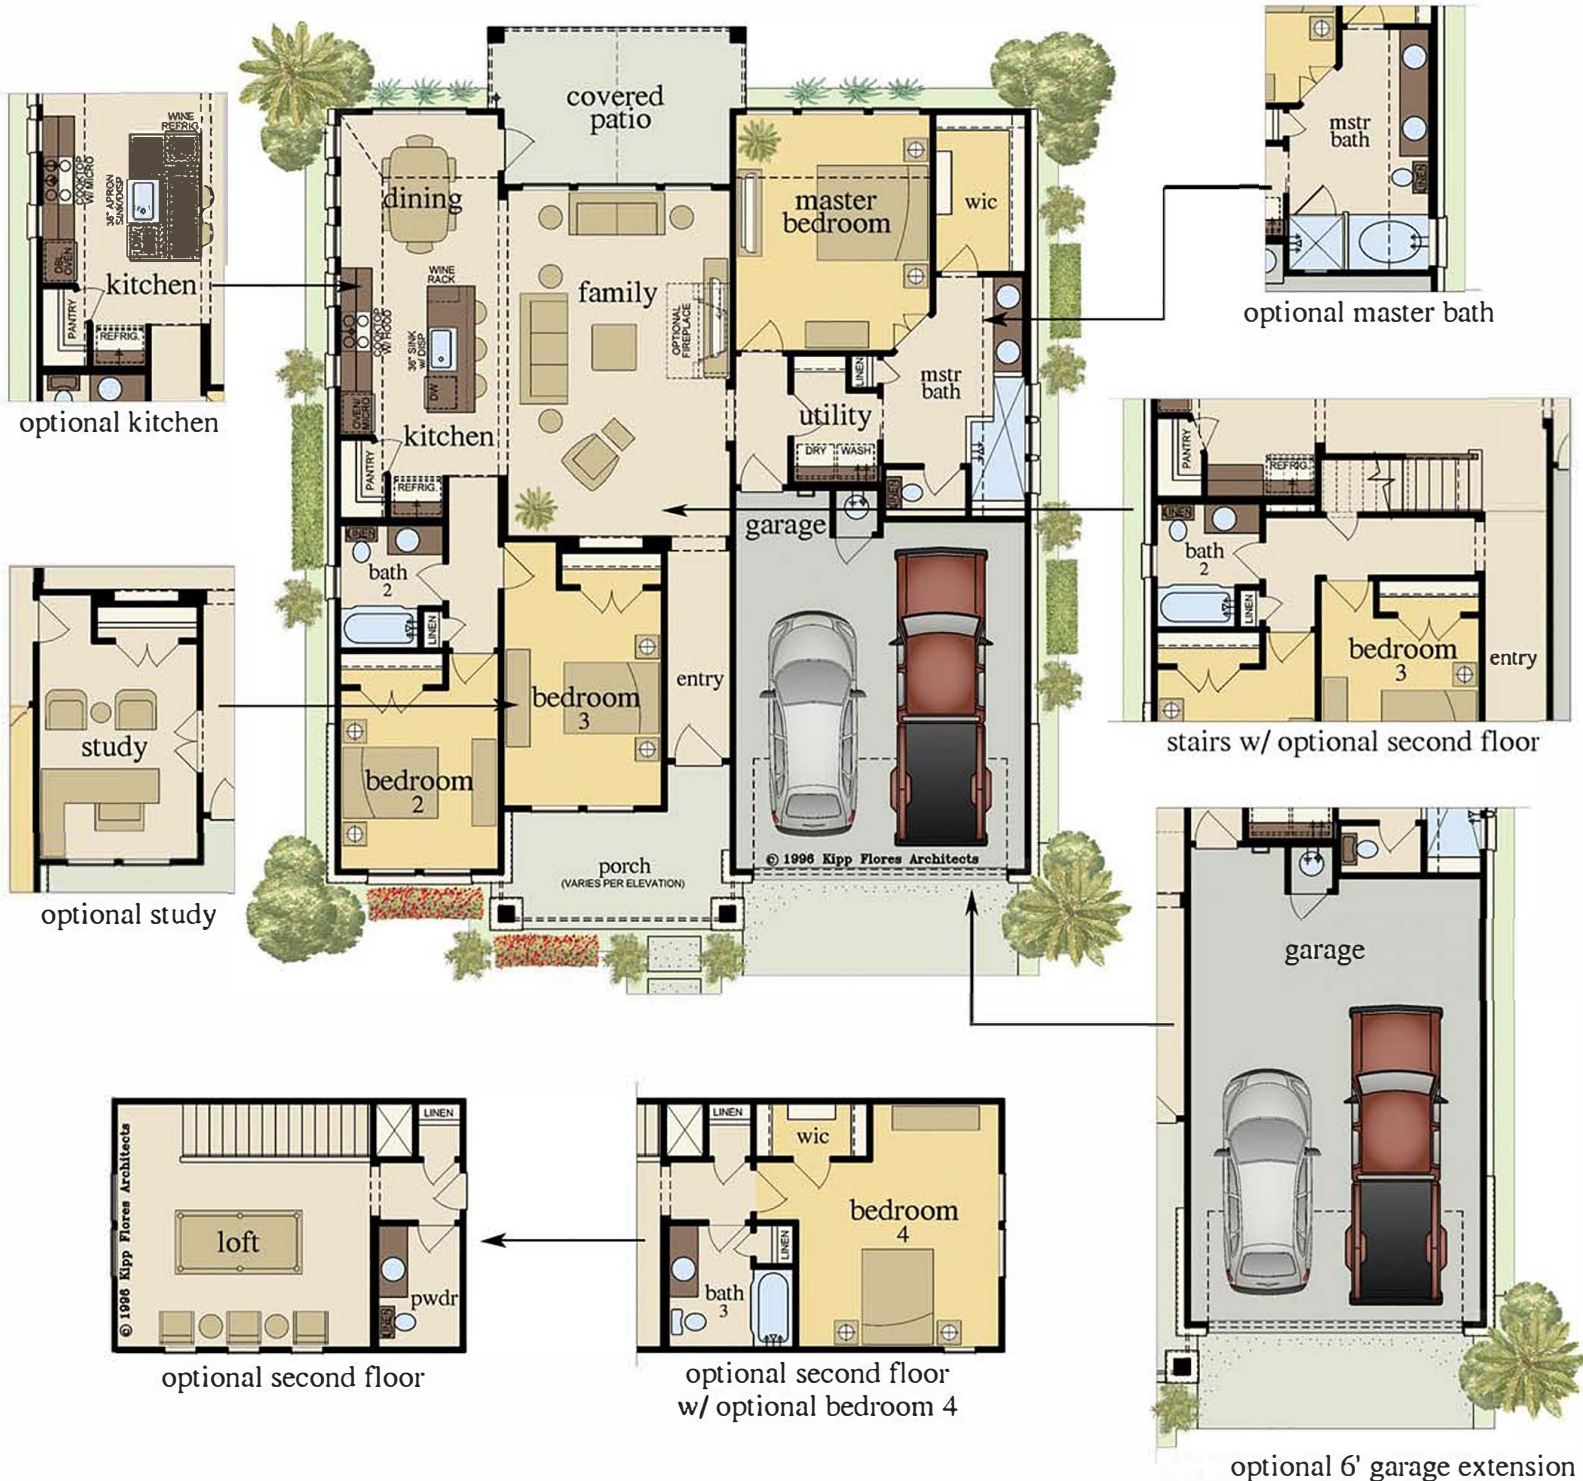 covered
patio
dining
master
bedroom
wic
family
WINE
RACK
COOKTOP
W/ HOOD
36" SINK
w/ DISP
DW
OVEN/
MICRO
kitchen
PANTRY
REFRIG.
OPTIONAL
FIREPLACE
LINEN
utility
DRY
WASH
mstr
bath
LINEN
garage
LINEN
bath
2
LINEN
bedroom
3
entry
bedroom
2
porch
(VARIES PER ELEVATION)
© 1996 Kipp Flores Architects
WINE
REFRIG
COOKTOP
W/ MICRO
36" APRON
SINK/DISP
DW
DBL
OVEN
kitchen
PANTRY
REFRIG.
optional kitchen
study
optional study
mstr
bath
LINEN
optional master bath
PANTRY
REFRIG.
LINEN
bath
2
LINEN
bedroom
3
entry
stairs w/ optional second floor
garage
optional 6' garage extension
© 1996 Kipp Flores Architects
LINEN
loft
pwdr
LINEN
optional second floor
LINEN
wic
bedroom
4
LINEN
bath
3
optional second floor
w/ optional bedroom 4